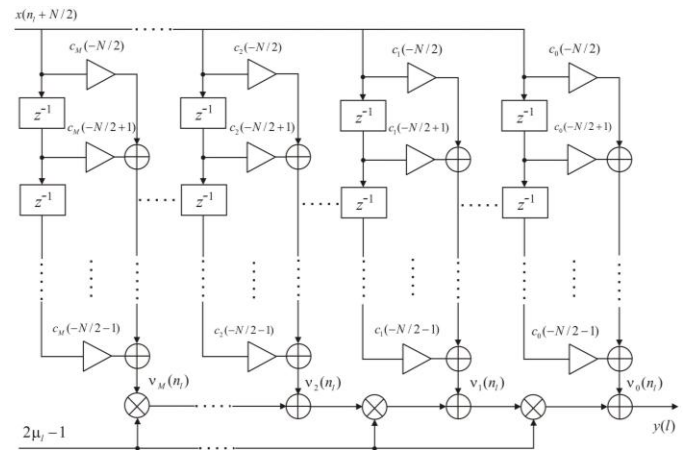 x(n_l + N/2)
c_M(−N/2) c_2(−N/2) c_1(−N/2) c_0(−N/2)
z⁻¹ z⁻¹ z⁻¹ z⁻¹
c_M(−N/2+1) c_2(−N/2+1) c_1(−N/2+1) c_0(−N/2+1)
z⁻¹ z⁻¹ z⁻¹ z⁻¹
c_M(−N/2−1) c_2(−N/2−1) c_1(−N/2−1) c_0(−N/2−1)
v_M(n_l) v_2(n_l) v_1(n_l) v_0(n_l)
2μ_l − 1
y(l)